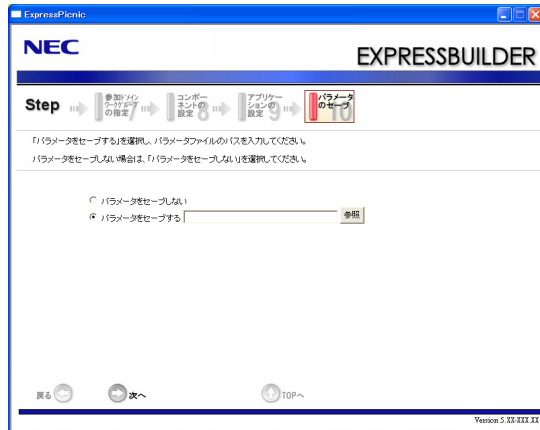 ExpressPicnic
NEC
EXPRESSBUILDER
Step
参加ドメイン
ワークグループ
の指定 7
コンポー
ネントの
設定 8
アプリケー
ションの
設定 9
パラメータ
のセーブ
10
「パラメータをセーブする」を選択し、パラメータファイルのパスを入力してください。
パラメータをセーブしない場合は、「パラメータをセーブしない」を選択してください。
パラメータをセーブしない
パラメータをセーブする
参照
戻る
次へ
TOPへ
Version 5.XX-XXX.XX